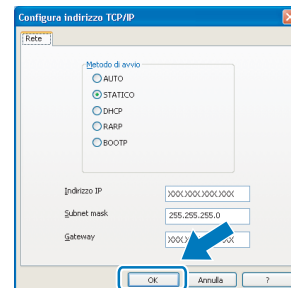 Configura indirizzo TCP/IP
Rete
Metodo di avvio
AUTO
STATICO
DHCP
RARP
BOOTP
Indirizzo IP XXX.XXX.XXX.XXX
Subnet mask 255.255.255.0
Gateway
OK Annulla ?